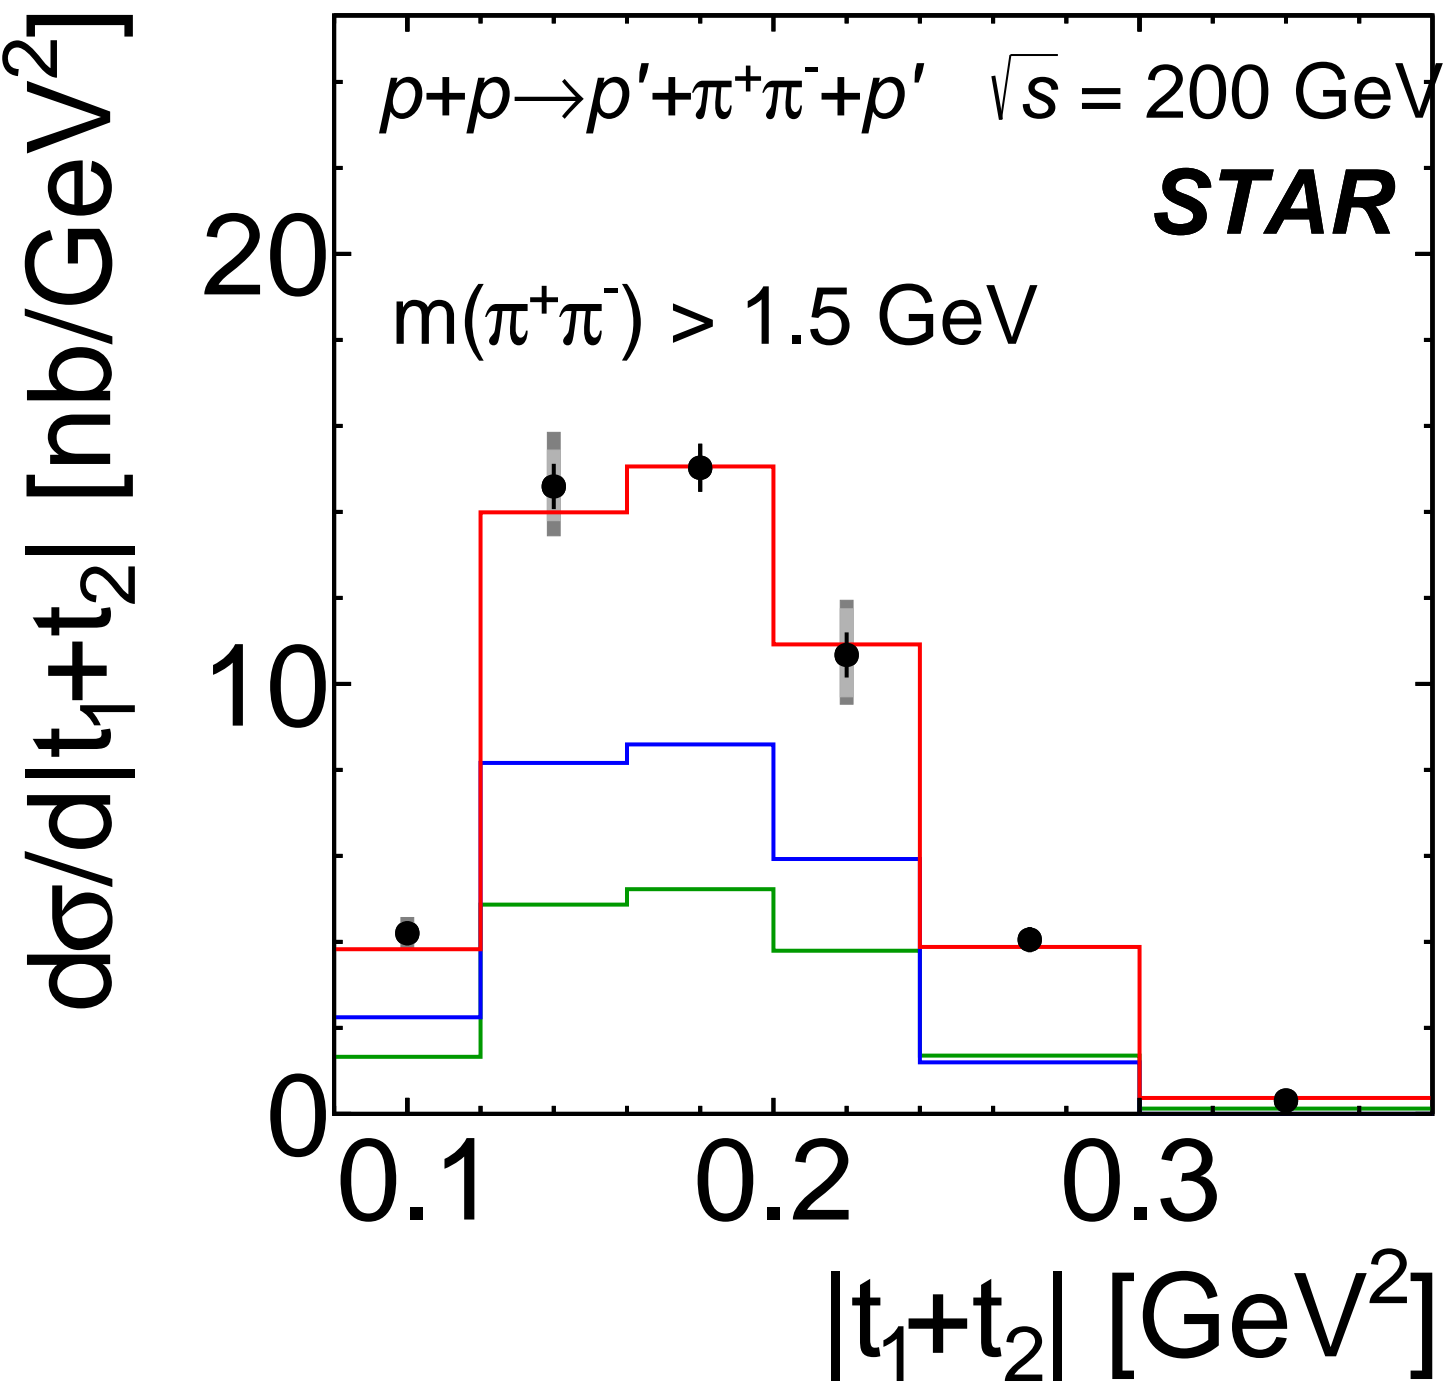 p+p→p′+π⁺π⁻+p′ √s = 200 GeV
STAR
m(π⁺π⁻) > 1.5 GeV
dσ/d|t₁+t₂| [nb/GeV²]
20
10
0
0.1 0.2 0.3
|t₁+t₂| [GeV²]